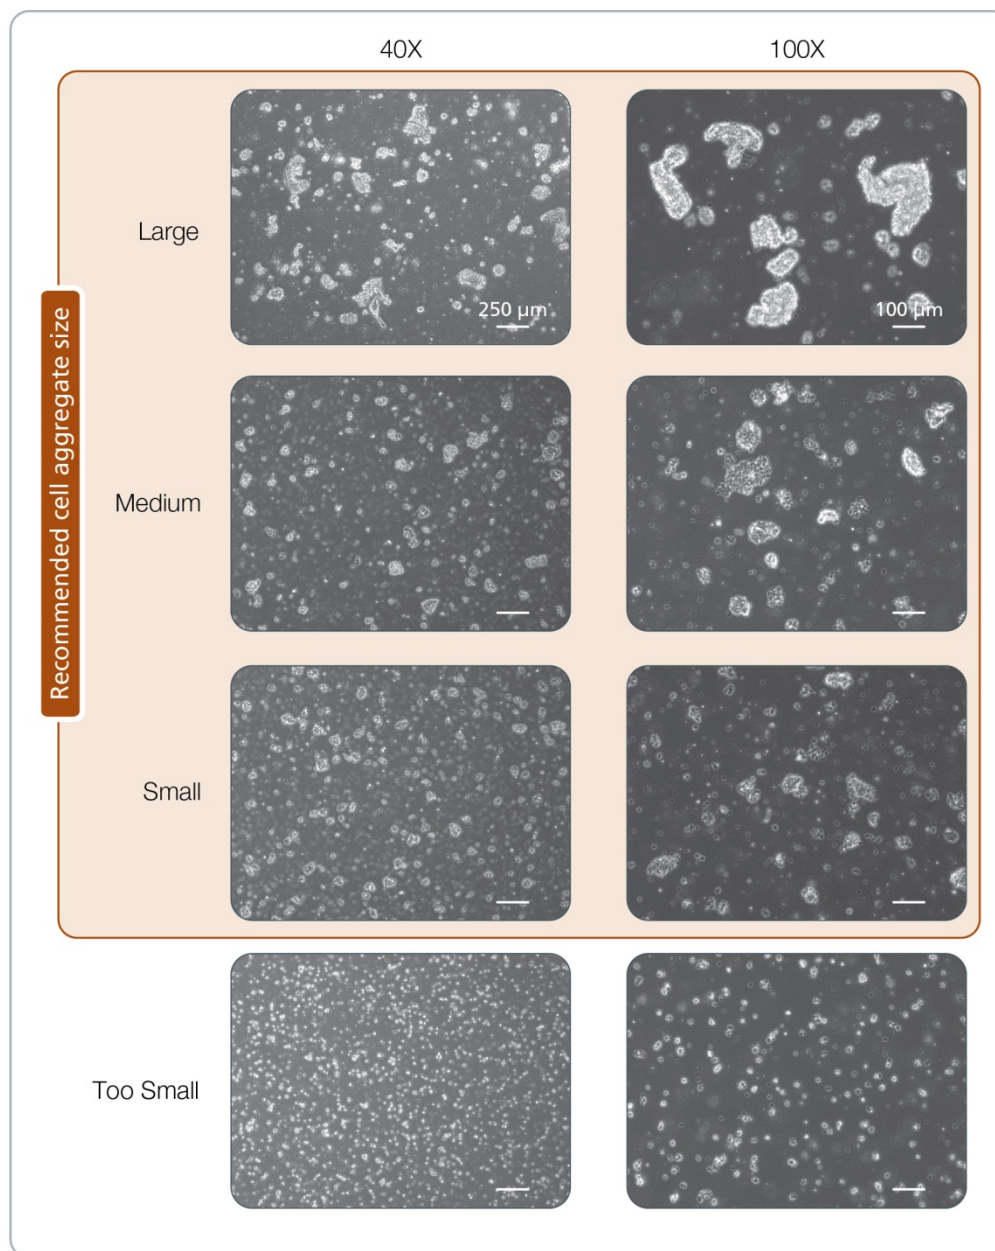 40X
100X
Large
250 µm
100 µm
Recommended cell aggregate size
Medium
Small
Too Small